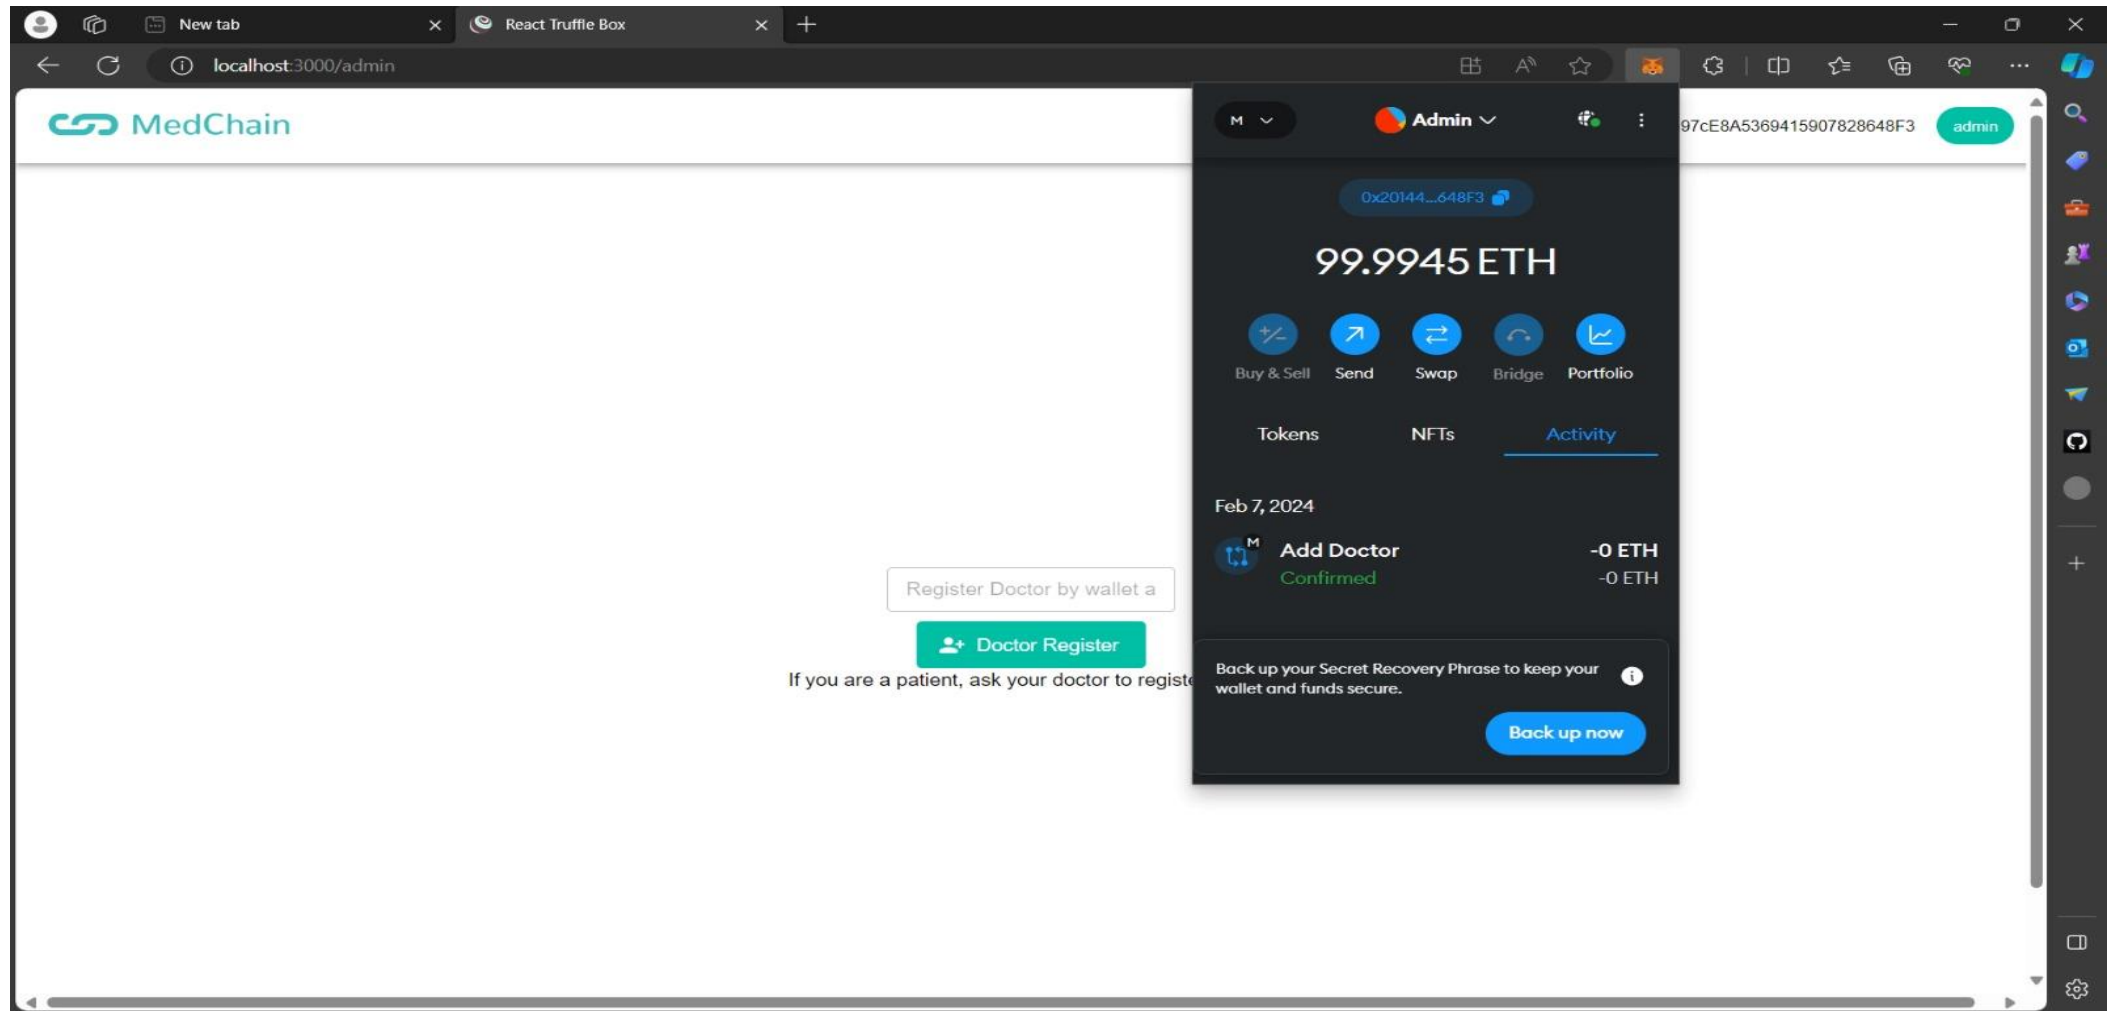 New tab
React Truffle Box
localhost:3000/admin
MedChain
M
Admin
97cE8A5369415907828648F3
admin
0x20144...648F3
99.9945 ETH
Buy & Sell
Send
Swap
Bridge
Portfolio
Tokens
NFTs
Activity
Feb 7, 2024
M
Add Doctor
-0 ETH
Confirmed
-0 ETH
Register Doctor by wallet a
Doctor Register
If you are a patient, ask your doctor to registe
Back up your Secret Recovery Phrase to keep your
wallet and funds secure.
Back up now